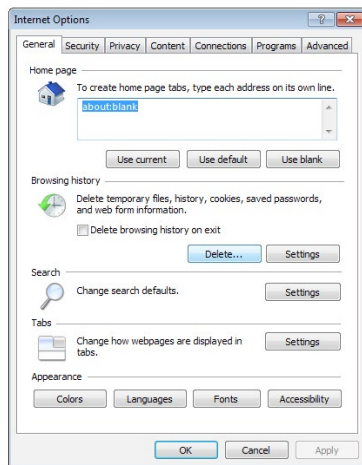 Internet Options
General Security Privacy Content Connections Programs Advanced
Home page
To create home page tabs, type each address on its own line.
about:blank
Use current Use default Use blank
Browsing history
Delete temporary files, history, cookies, saved passwords,
and web form information.
Delete browsing history on exit
Delete... Settings
Search
Change search defaults. Settings
Tabs
Change how webpages are displayed in
tabs.
Settings
Appearance
Colors Languages Fonts Accessibility
OK Cancel Apply